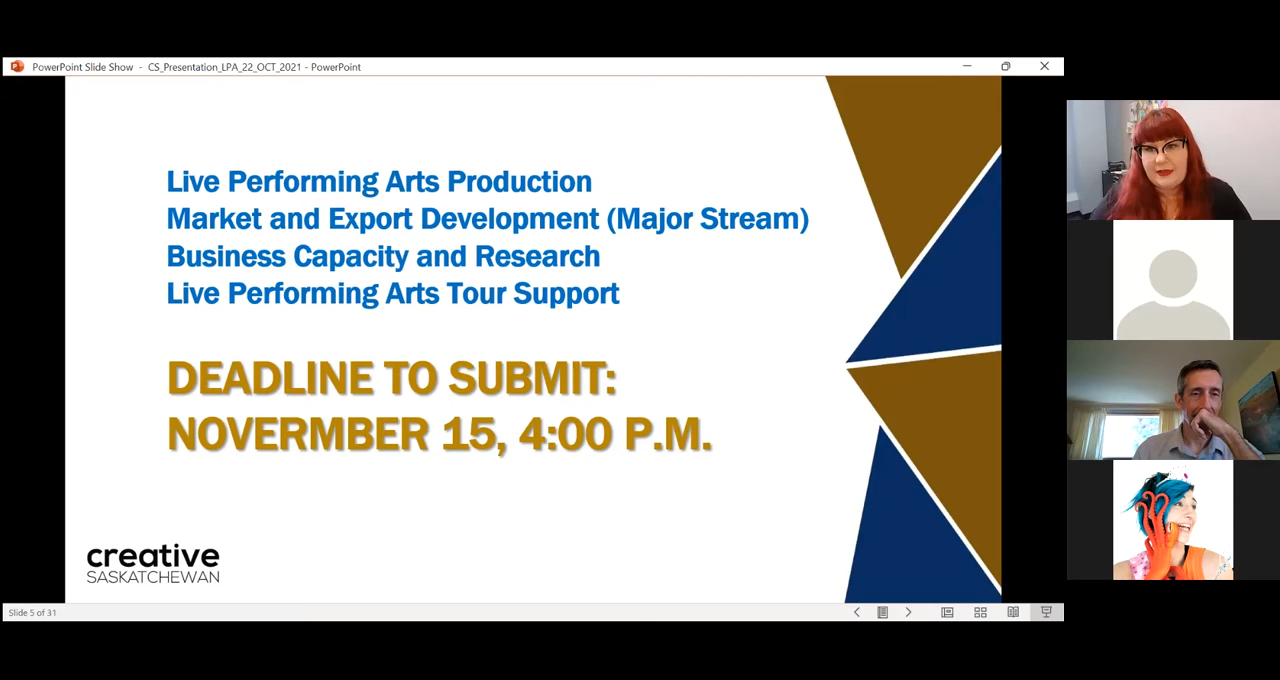 PowerPoint Slide Show - CS_Presentation_LPA_22_OCT_2021 - PowerPoint
Live Performing Arts Production
Market and Export Development (Major Stream)
Business Capacity and Research
Live Performing Arts Tour Support
DEADLINE TO SUBMIT:
NOVERMBER 15, 4:00 P.M.
creative
SASKATCHEWAN
Slide 5 of 31